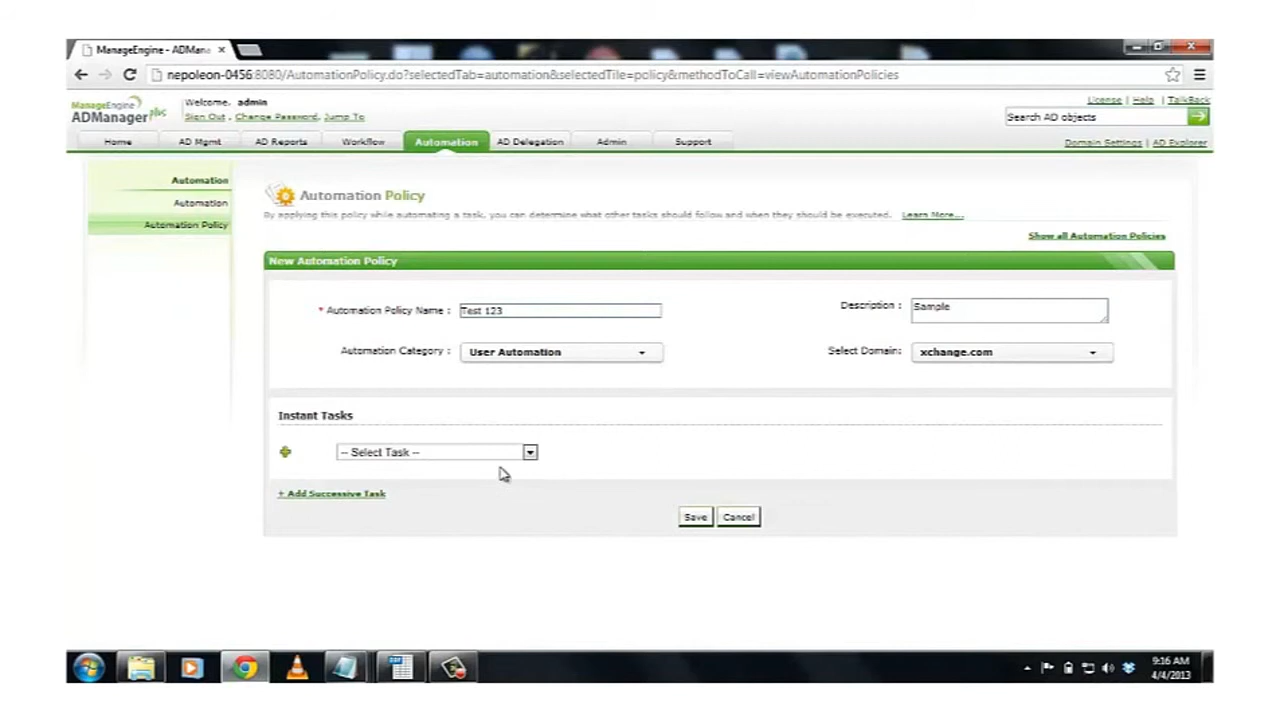 ManageEngine - ADMana ×
nepoleon-0456:8080/AutomationPolicy.do?selectedTab=automation&selectedTile=policy&methodToCall=viewAutomationPolicies
ManageEngine
ADManager Plus
Welcome, admin
Sign Out . Change Password . Jump To
License | Help | TalkBack
Search AD objects
Home AD Mgmt AD Reports Workflow Automation AD Delegation Admin Support
Domain Settings | AD Explorer
Automation
Automation
Automation Policy
Automation Policy
By applying this policy while automating a task, you can determine what other tasks should follow and when they should be executed. Learn More...
Show all Automation Policies
New Automation Policy
* Automation Policy Name : Test 123
Description : Sample
Automation Category : User Automation
Select Domain: xchange.com
Instant Tasks
-- Select Task --
+ Add Successive Task
Save Cancel
9:16 AM
4/4/2013